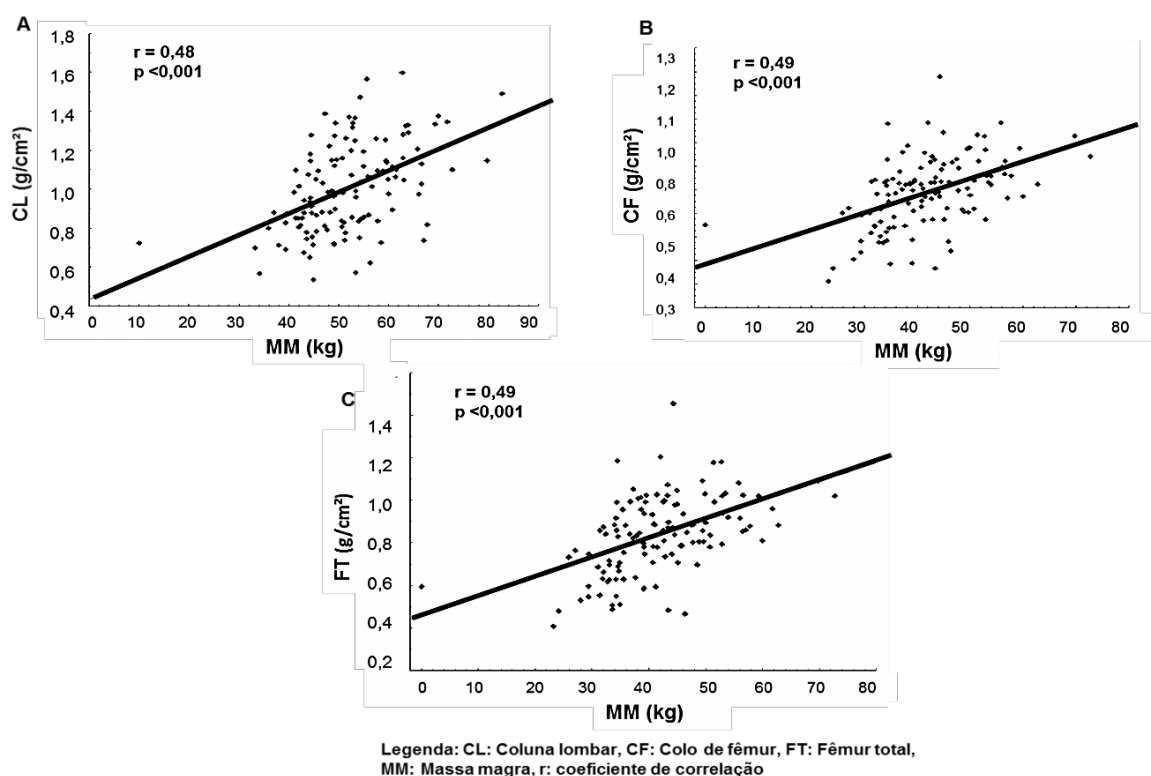 A
CL (g/cm²)
1,8
1,6
1,4
1,2
1,0
0,8
0,6
0,4
r = 0,48
p <0,001
0 10 20 30 40 50 60 70 80 90
MM (kg)
B
CF (g/cm²)
1,3
1,2
1,1
1,0
0,8
0,6
0,5
0,4
0,3
r = 0,49
p <0,001
0 10 20 30 40 50 60 70 80
MM (kg)
C
FT (g/cm²)
1,4
1,2
1,0
0,8
0,6
0,4
0,2
r = 0,49
p <0,001
0 10 20 30 40 50 60 70 80
MM (kg)
Legenda: CL: Coluna lombar, CF: Colo de fêmur, FT: Fêmur total,
MM: Massa magra, r: coeficiente de correlação